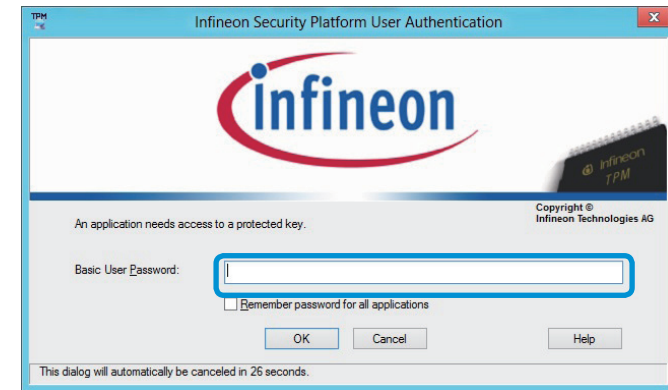 TPM
Infineon Security Platform User Authentication
x
infineon
infineon
TPM
Copyright ©
Infineon Technologies AG
An application needs access to a protected key.
Basic User Password:
Remember password for all applications
OK Cancel Help
This dialog will automatically be canceled in 26 seconds.